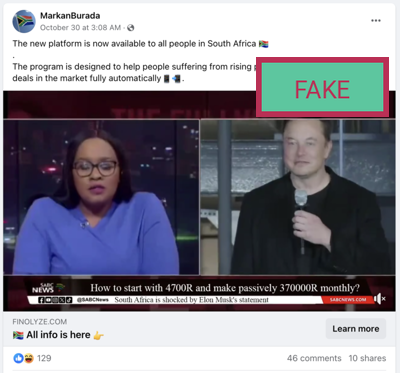 MarkanBurada
October 30 at 3:08 AM ·
The new platform is now available to all people in South Africa 🇿🇦
.
The program is designed to help people suffering from rising
deals in the market fully automatically📱📲.
FAKE
SABC
NEWS
How to start with 4700R and make passively 370000R monthly?
@SABCNews South Africa is shocked by Elon Musk's statement
SABCNEWS.COM
FINOLYZE.COM
🇿🇦 All info is here 👉
Learn more
129
46 comments 10 shares